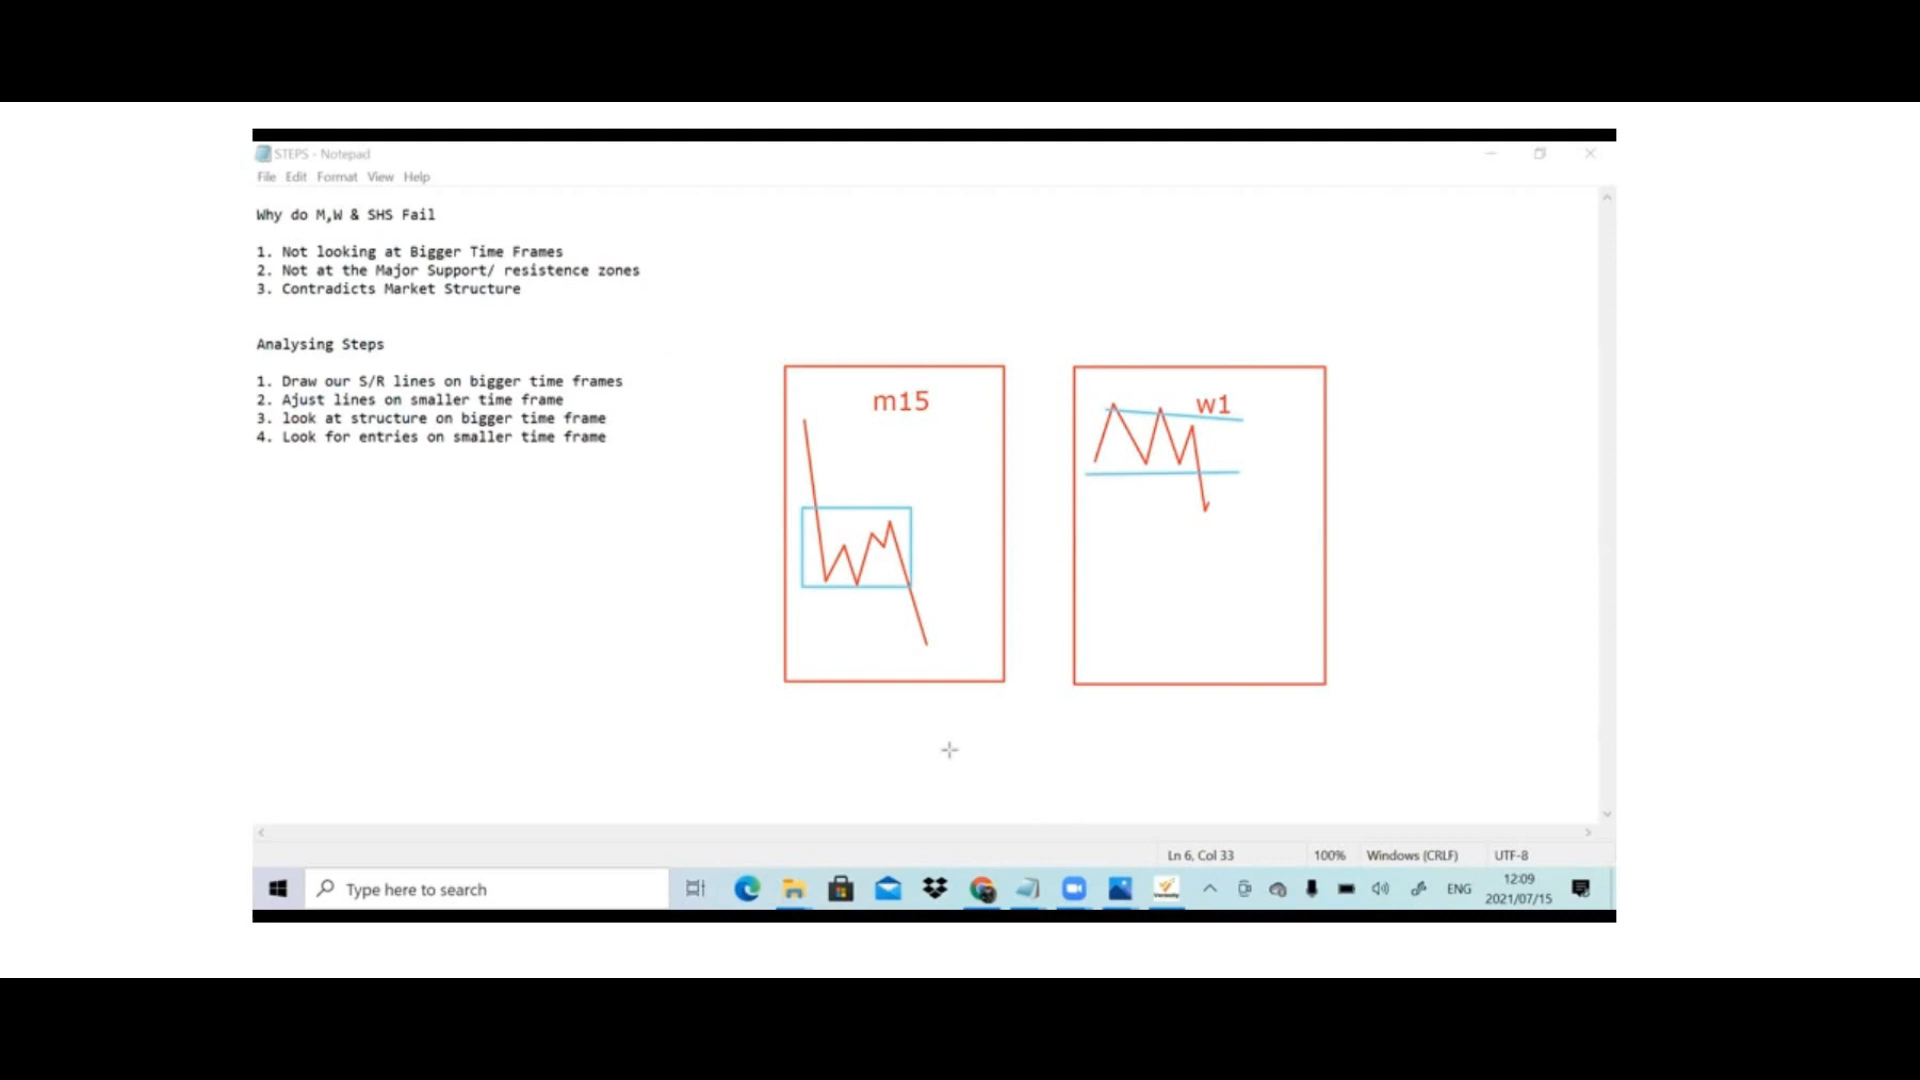 STEPS - Notepad
File Edit Format View Help
Why do M,W & SHS Fail
1. Not looking at Bigger Time Frames
2. Not at the Major Support/ resistence zones
3. Contradicts Market Structure
Analysing Steps
1. Draw our S/R lines on bigger time frames
2. Ajust lines on smaller time frame
3. look at structure on bigger time frame
4. Look for entries on smaller time frame
m15
w1
Ln 6, Col 33 100% Windows (CRLF) UTF-8
Type here to search
ENG
12:09
2021/07/15